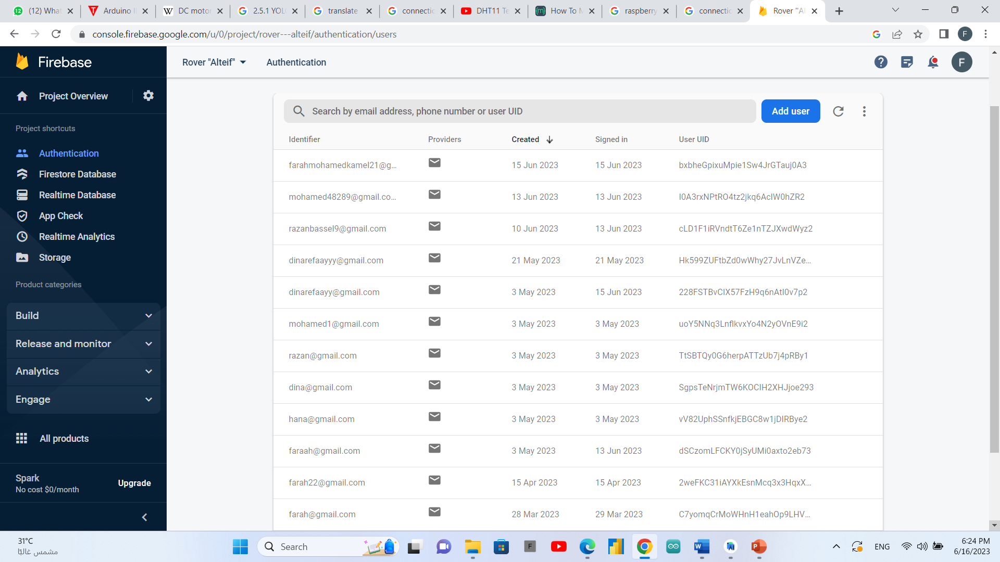 (12) What
Arduino I
DC moto
2.5.1 YOL
translate
connectic
DHT11 Te
How To M
raspberry
connectic
Rover "Al
console.firebase.google.com/u/0/project/rover---alteif/authentication/users
F
Firebase
Rover "Alteif"
Authentication
F
Project Overview
Search by email address, phone number or user UID
Add user
Project shortcuts
Identifier
Providers
Created
Signed in
User UID
Authentication
Firestore Database
Realtime Database
App Check
Realtime Analytics
Storage
Product categories
Build
Release and monitor
Analytics
Engage
All products
Spark
No cost $0/month
Upgrade
farahmohamedkamel21@g... 15 Jun 2023 15 Jun 2023 bxbheGpixuMpie1Sw4JrGTauj0A3
mohamed48289@gmail.co... 13 Jun 2023 13 Jun 2023 I0A3rxNPtRO4tz2jkq6AcIW0hZR2
razanbassel9@gmail.com 10 Jun 2023 13 Jun 2023 cLD1F1iRVndtT6Ze1nTZJXwdWyz2
dinarefaayyy@gmail.com 21 May 2023 21 May 2023 Hk599ZUFtbZd0wWhy27JvLnVZe...
dinarefaayy@gmail.com 3 May 2023 15 Jun 2023 228FSTBvCIX57FzH9q6nAtI0v7p2
mohamed1@gmail.com 3 May 2023 3 May 2023 uoY5NNq3LnflkvxYo4N2yOVnE9i2
razan@gmail.com 3 May 2023 3 May 2023 TtSBTQy0G6herpATTzUb7j4pRBy1
dina@gmail.com 3 May 2023 3 May 2023 SgpsTeNrjmTW6KOCIH2XHJjoe293
hana@gmail.com 3 May 2023 3 May 2023 vV82UphSSnfkjEBGC8w1jDIRBye2
faraah@gmail.com 3 May 2023 13 Jun 2023 dSCzomLFCKY0jSyUMi0axto2eb73
farah22@gmail.com 15 Apr 2023 15 Apr 2023 2weFKC31iAYXkEsnMcq3x3HqxX...
farah@gmail.com 28 Mar 2023 29 Mar 2023 C7yomqCrMoWHnH1eahOp9LHV...
31°C
مشمس غالبًا
Search
ENG
6:24 PM
6/16/2023